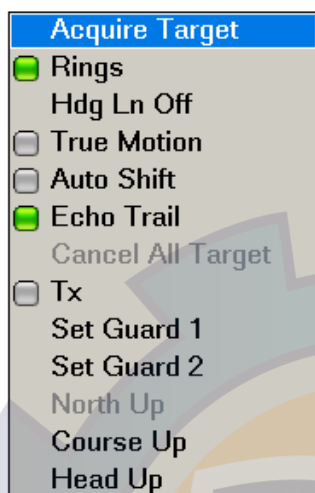 Acquire Target
Rings
Hdg Ln Off
True Motion
Auto Shift
Echo Trail
Cancel All Target
Tx
Set Guard 1
Set Guard 2
North Up
Course Up
Head Up